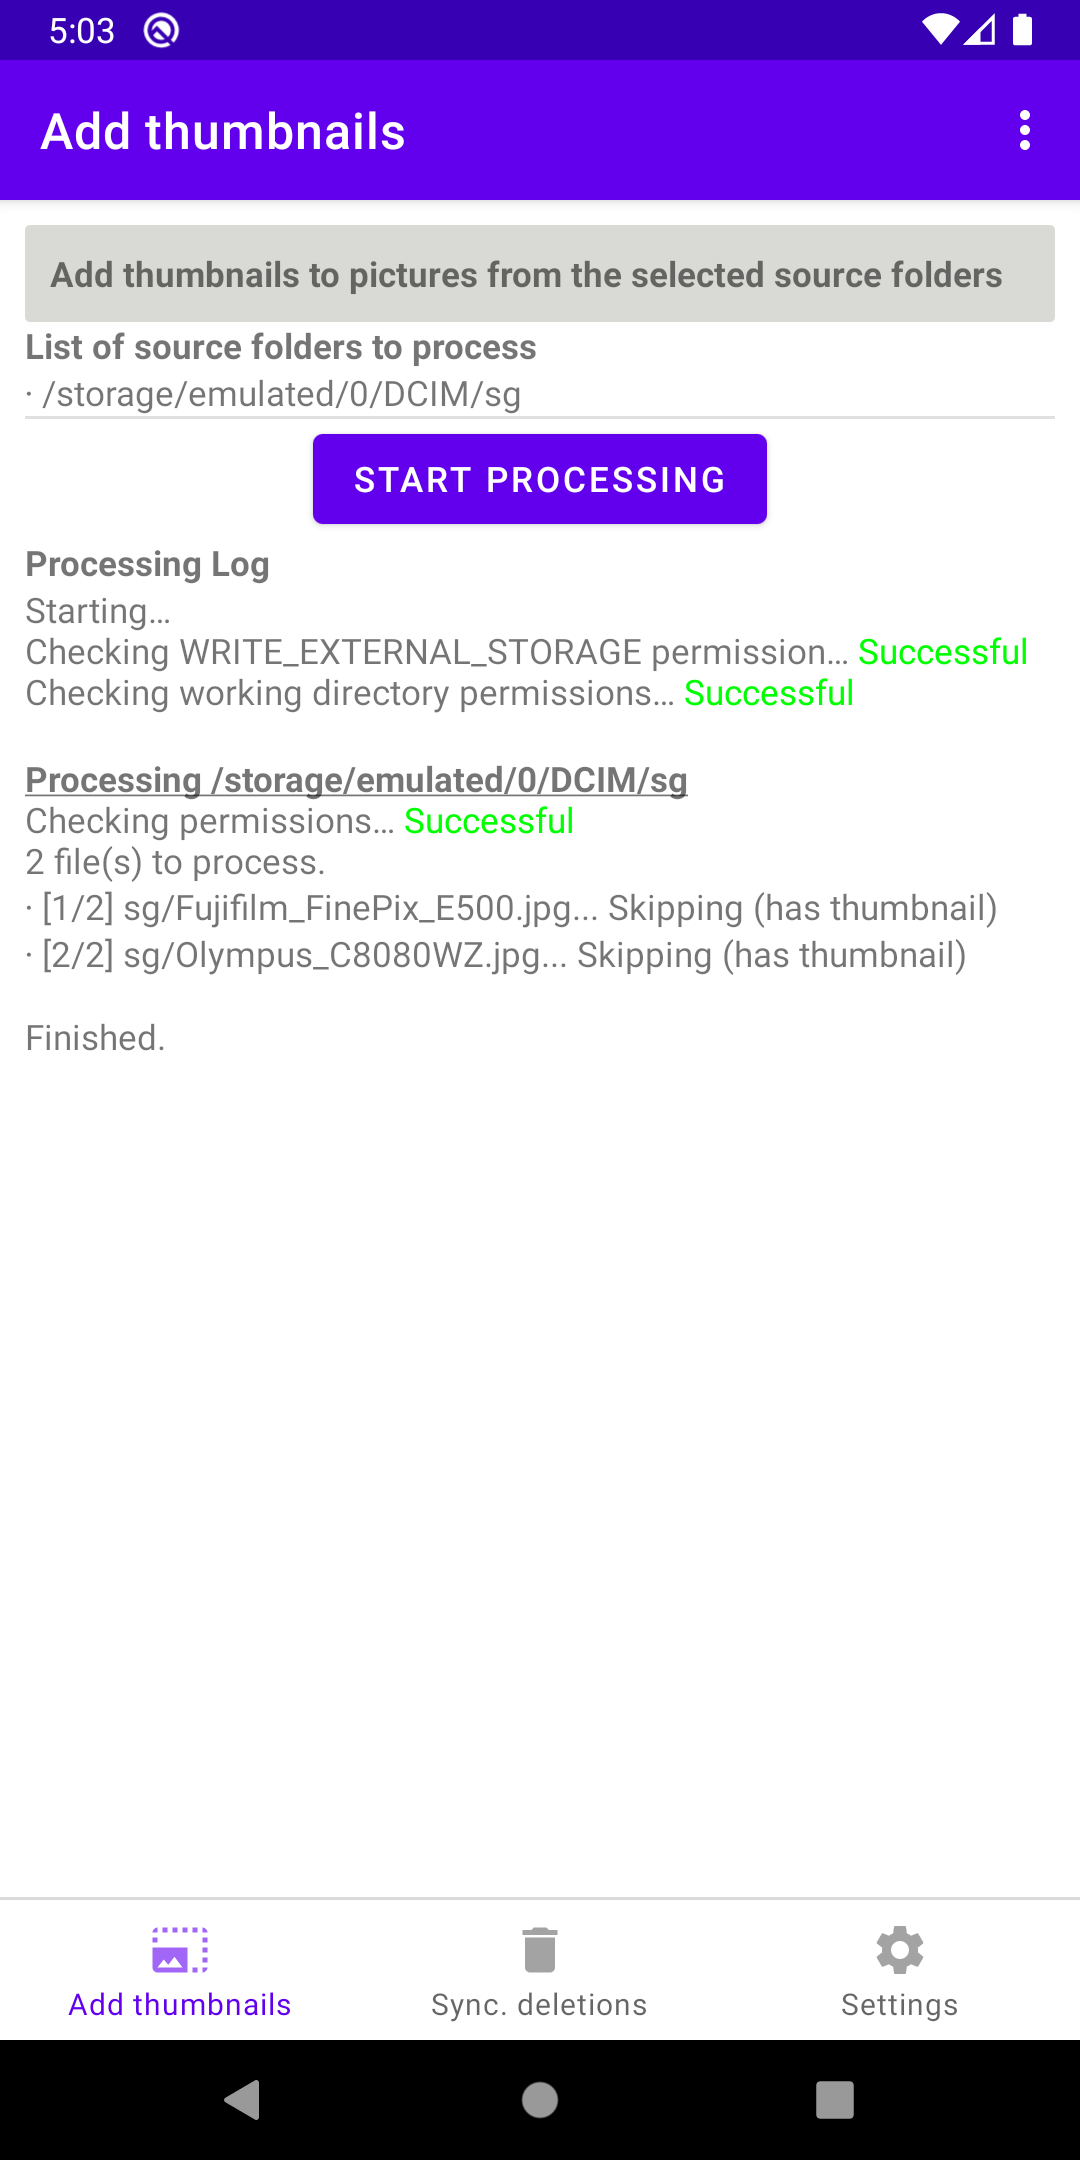 5:03
Add thumbnails
Add thumbnails to pictures from the selected source folders
List of source folders to process
· /storage/emulated/0/DCIM/sg
START PROCESSING
Processing Log
Starting…
Checking WRITE_EXTERNAL_STORAGE permission… Successful
Checking working directory permissions… Successful
Processing /storage/emulated/0/DCIM/sg
Checking permissions… Successful
2 file(s) to process.
· [1/2] sg/Fujifilm_FinePix_E500.jpg... Skipping (has thumbnail)
· [2/2] sg/Olympus_C8080WZ.jpg... Skipping (has thumbnail)
Finished.
Add thumbnails
Sync. deletions
Settings